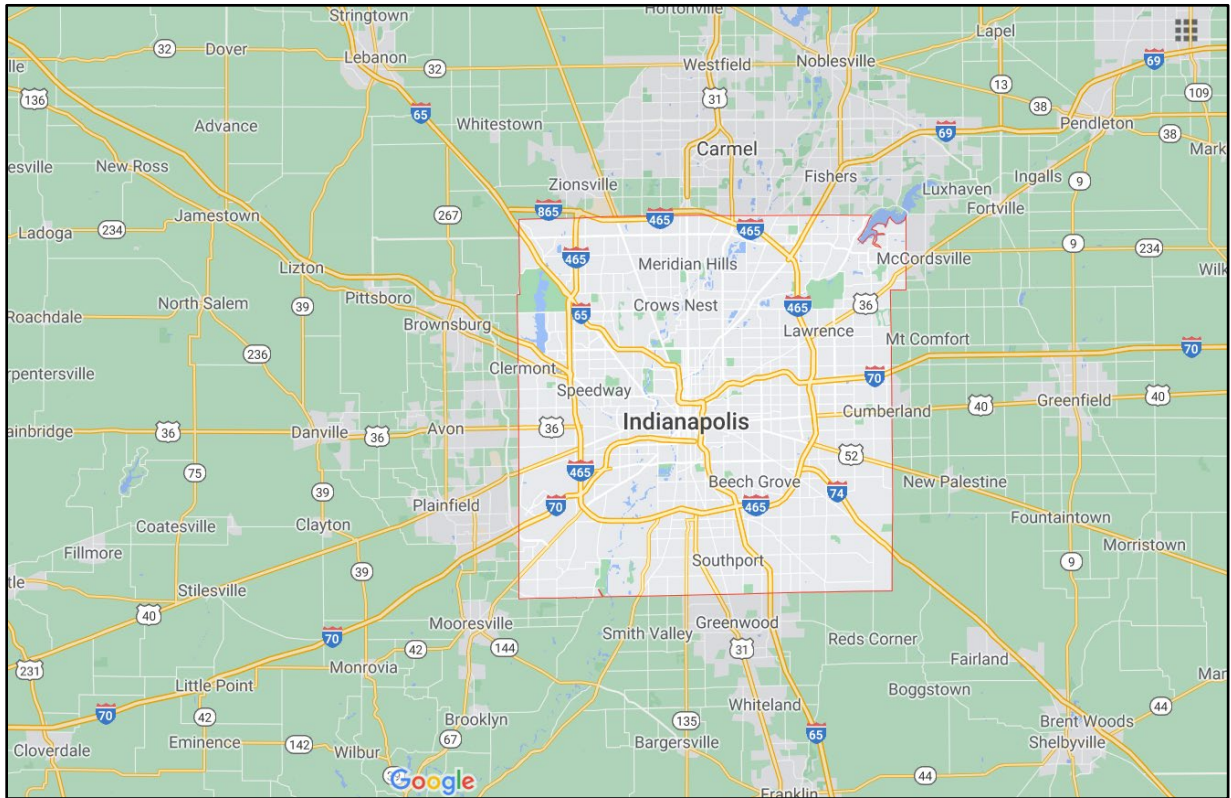 Hortonville
Stringtown
Lapel
32
Dover
Lebanon
32
Westfield
Noblesville
69
136
65
31
13
38
109
Advance
Whitestown
69
Pendleton
38
Mark
esville
New Ross
Carmel
Zionsville
Fishers
Ingalls
9
Luxhaven
Jamestown
267
865
465
465
Fortville
Ladoga
234
465
Meridian Hills
McCordsville
9
234
Lizton
Wilk
North Salem
39
Pittsboro
65
Crows Nest
465
36
Roachdale
Brownsburg
Lawrence
Mt Comfort
70
236
Clermont
rpentersville
Speedway
70
Cumberland
40
Greenfield
40
ainbridge
36
Danville
36
Avon
36
Indianapolis
52
75
465
Beech Grove
74
New Palestine
39
Plainfield
70
465
Coatesville
Clayton
Fountaintown
Fillmore
Morristown
39
Southport
9
tle
Stilesville
40
Mooresville
Greenwood
70
Smith Valley
Reds Corner
42
144
31
231
Monrovia
Fairland
Little Point
Mar
Boggstown
70
42
Brooklyn
Whiteland
44
135
65
Brent Woods
Cloverdale
Eminence
142
Wilbur
67
Bargersville
Shelbyville
Google
44
Franklin